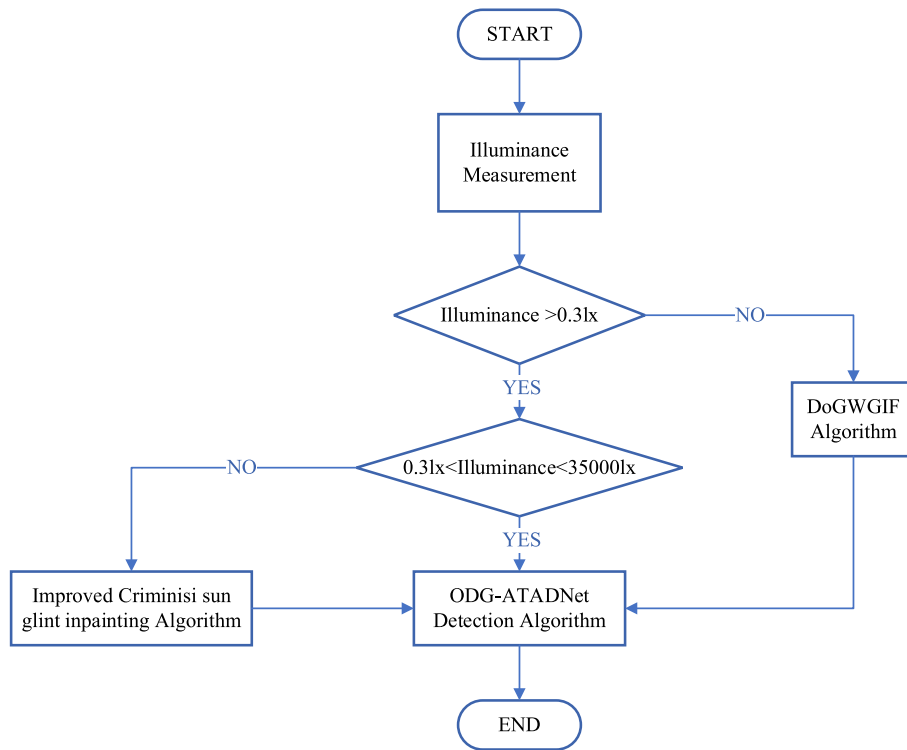 START
Illuminance
Measurement
Illuminance >0.3lx
NO
YES
DoGWGIF
Algorithm
0.3lx<Illuminance<35000lx
NO
YES
Improved Criminisi sun
glint inpainting Algorithm
ODG-ATADNet
Detection Algorithm
END